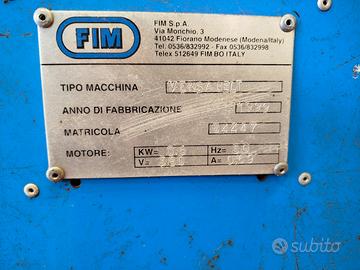 FIM
FIM S.p.A.
Via Monchio, 3
41042 Fiorano Modenese (Modena/Italy)
Tel. 0536/832992 - Fax 0536/832998
Telex 512649 FIM BO ITALY
TIPO MACCHINA
ANNO DI FABBRICAZIONE
MATRICOLA
MOTORE: KW= Hz=
V= A=
subito